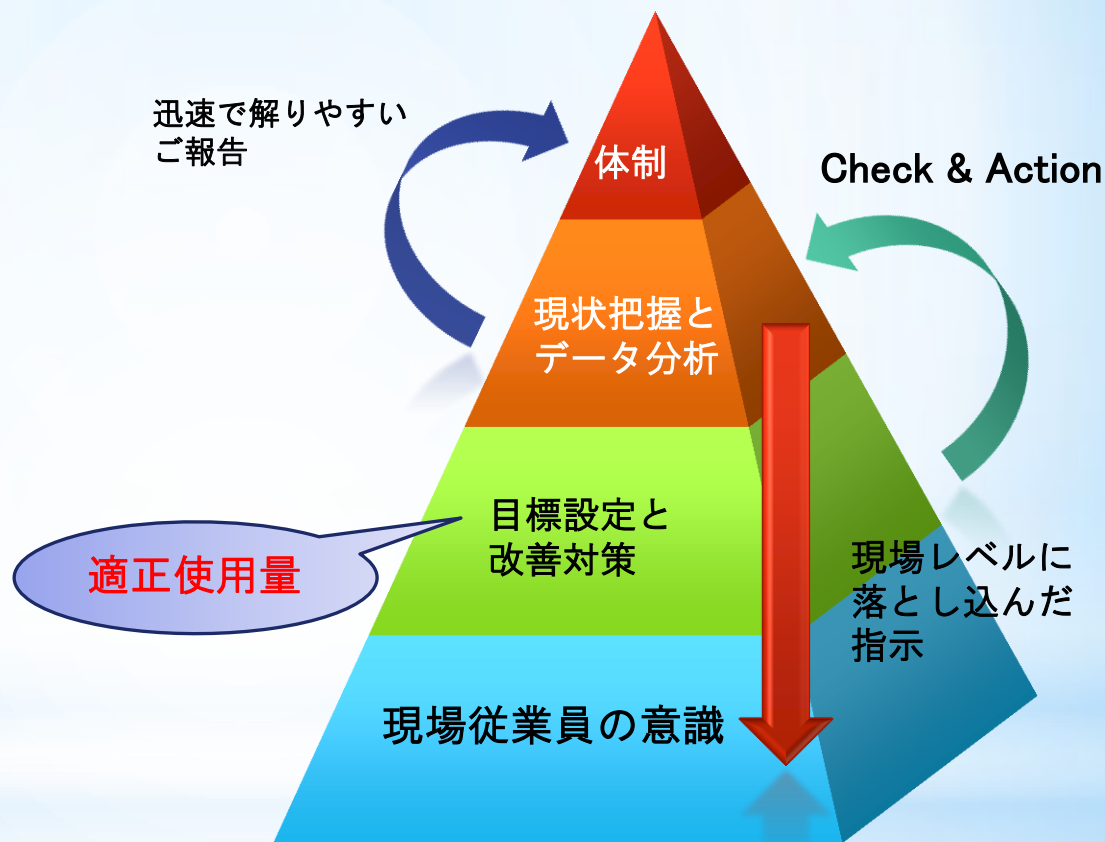 迅速で解りやすい
ご報告
体制
Check & Action
現状把握と
データ分析
目標設定と
改善対策
適正使用量
現場レベルに
落とし込んだ
指示
現場従業員の意識